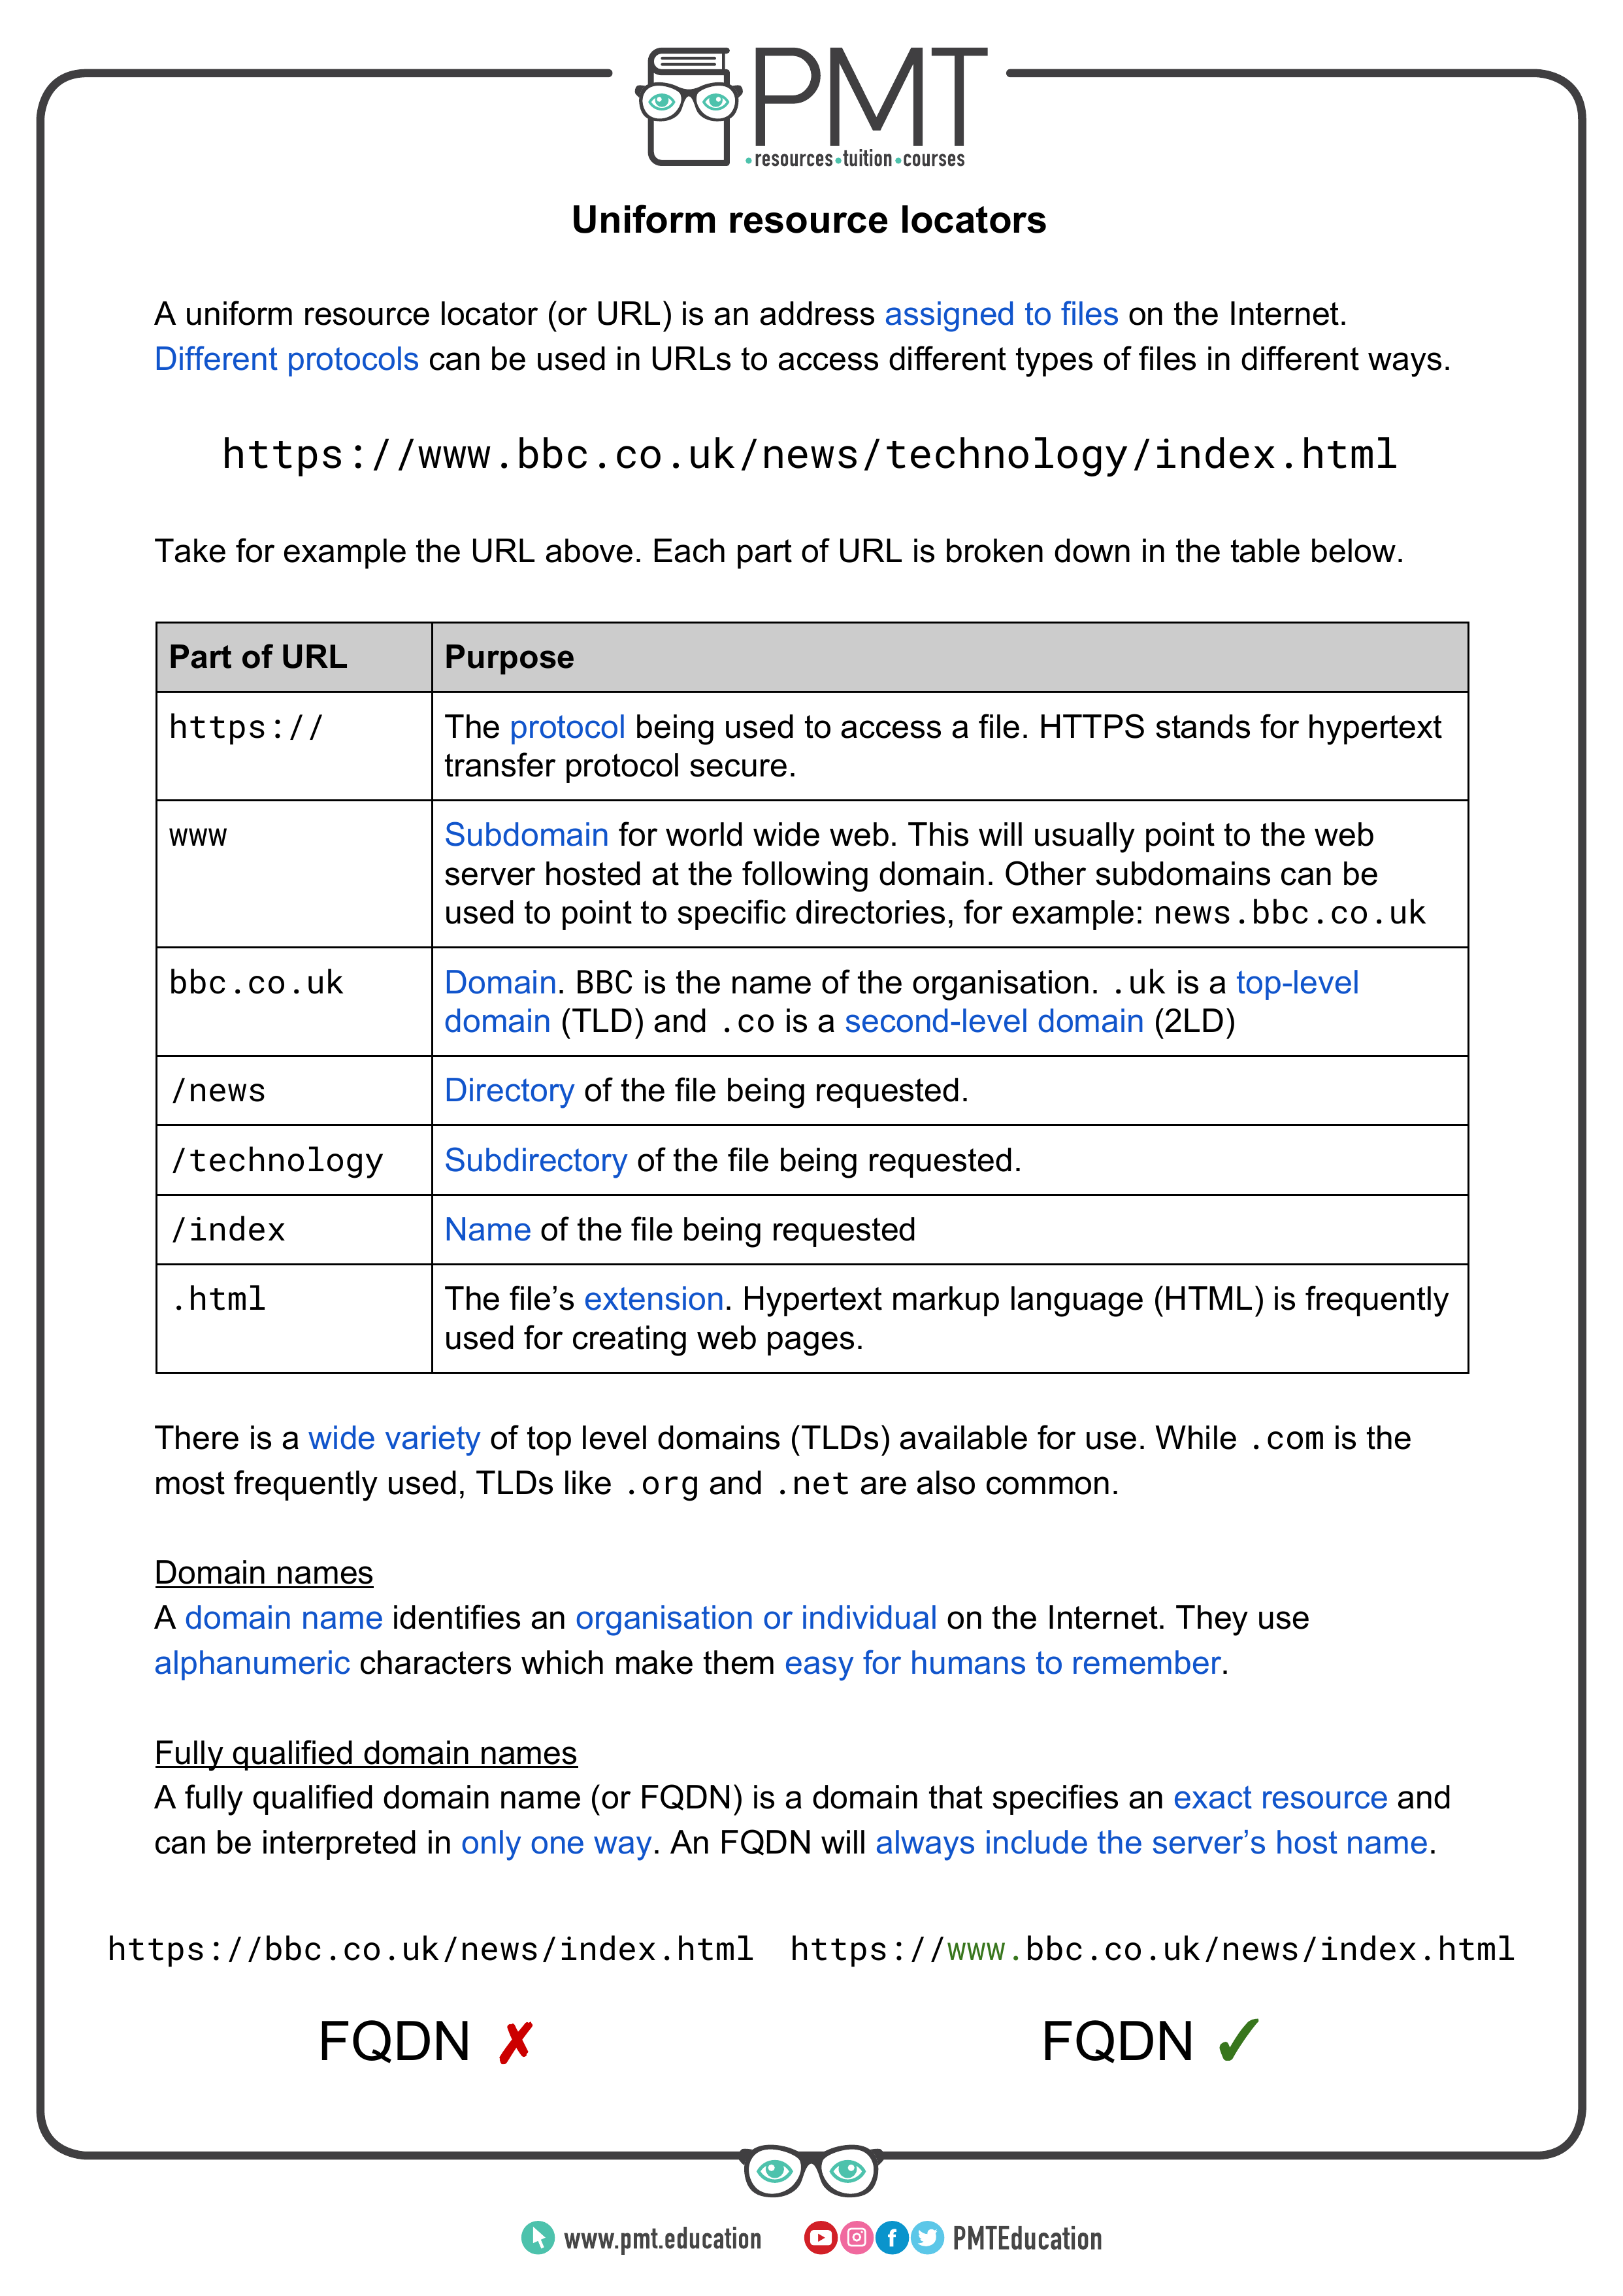 PMT
resources tuition courses
Uniform resource locators
A uniform resource locator (or URL) is an address assigned to files on the Internet.
Different protocols can be used in URLs to access different types of files in different ways.
https://www.bbc.co.uk/news/technology/index.html
Take for example the URL above. Each part of URL is broken down in the table below.
Part of URL Purpose
https:// The protocol being used to access a file. HTTPS stands for hypertext
transfer protocol secure.
www Subdomain for world wide web. This will usually point to the web
server hosted at the following domain. Other subdomains can be
used to point to specific directories, for example: news.bbc.co.uk
bbc.co.uk Domain. BBC is the name of the organisation. .uk is a top-level
domain (TLD) and .co is a second-level domain (2LD)
/news Directory of the file being requested.
/technology Subdirectory of the file being requested.
/index Name of the file being requested
.html The file’s extension. Hypertext markup language (HTML) is frequently
used for creating web pages.
There is a wide variety of top level domains (TLDs) available for use. While .com is the
most frequently used, TLDs like .org and .net are also common.
Domain names
A domain name identifies an organisation or individual on the Internet. They use
alphanumeric characters which make them easy for humans to remember.
Fully qualified domain names
A fully qualified domain name (or FQDN) is a domain that specifies an exact resource and
can be interpreted in only one way. An FQDN will always include the server’s host name.
https://bbc.co.uk/news/index.html https://www.bbc.co.uk/news/index.html
FQDN ✗ FQDN ✓
www.pmt.education PMTEducation